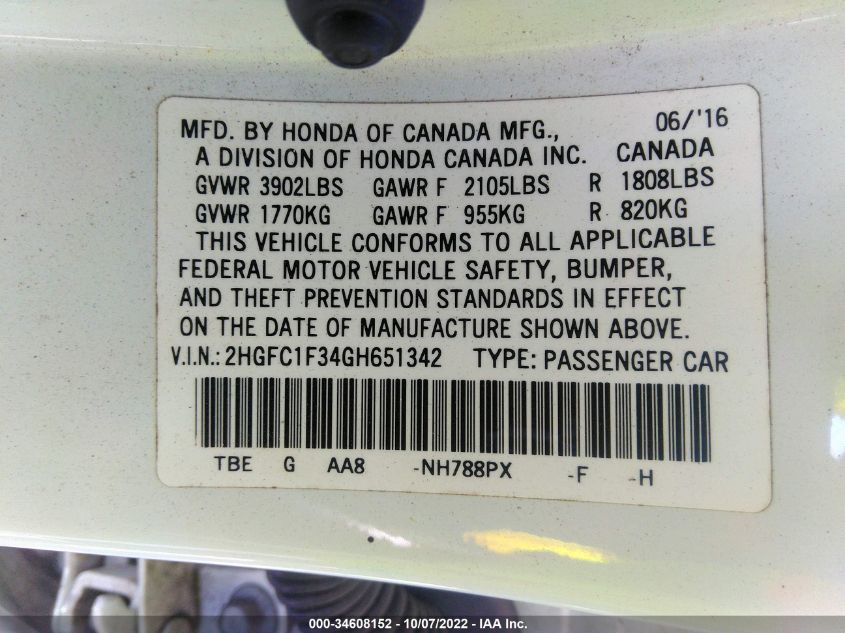 MFD. BY HONDA OF CANADA MFG., 06/'16
A DIVISION OF HONDA CANADA INC. CANADA
GVWR 3902LBS GAWR F 2105LBS R 1808LBS
GVWR 1770KG GAWR F 955KG R 820KG
THIS VEHICLE CONFORMS TO ALL APPLICABLE
FEDERAL MOTOR VEHICLE SAFETY, BUMPER,
AND THEFT PREVENTION STANDARDS IN EFFECT
ON THE DATE OF MANUFACTURE SHOWN ABOVE.
V.I.N.: 2HGFC1F34GH651342 TYPE: PASSENGER CAR
TBE G AA8 -NH788PX -F -H
000-34608152 - 10/07/2022 - IAA Inc.